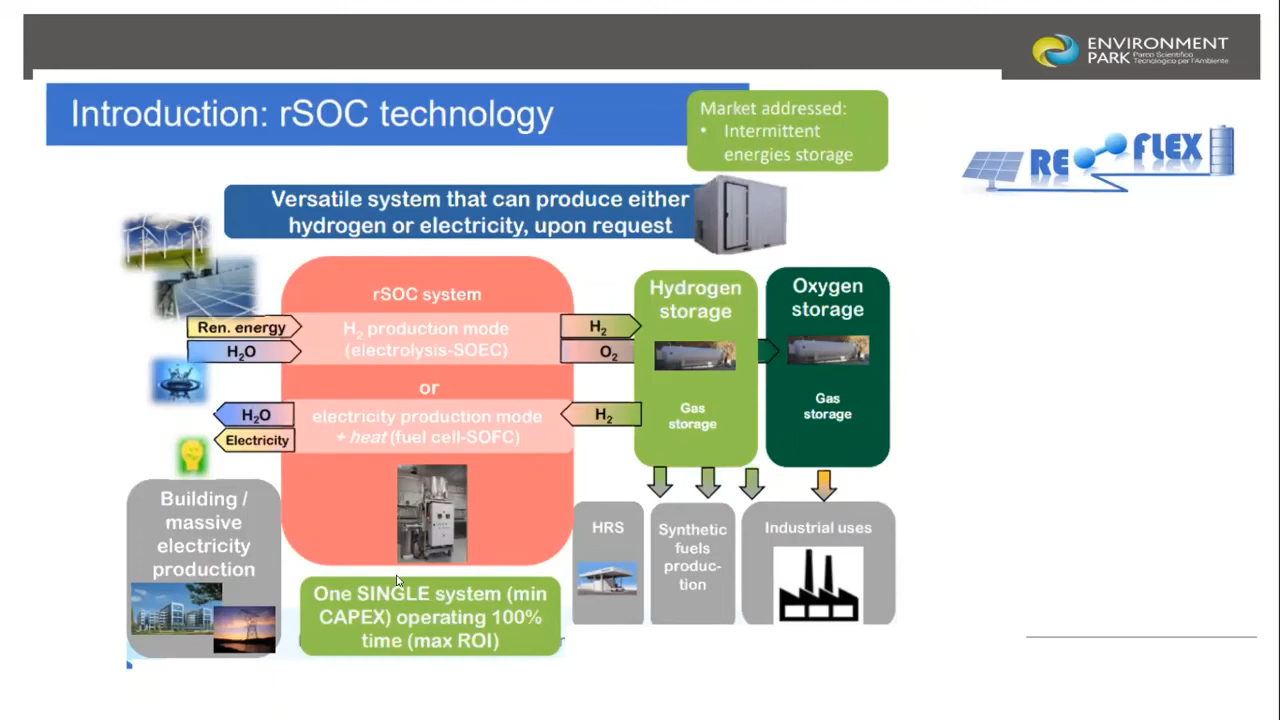 ENVIRONMENT
PARK Parco Scientifico
Tecnologico per l'Ambiente
Introduction: rSOC technology
Market addressed:
• Intermittent
energies storage
RE FLEX
Versatile system that can produce either
hydrogen or electricity, upon request
rSOC system
Ren. energy
H₂ production mode
H₂O
(electrolysis-SOEC)
H₂
O₂
or
H₂O
electricity production mode
Electricity
+ heat (fuel cell-SOFC)
H₂
Hydrogen
storage
Gas
storage
Oxygen
storage
Gas
storage
Building /
massive
electricity
production
One SINGLE system (min
CAPEX) operating 100%
time (max ROI)
HRS
Synthetic
fuels
produc-
tion
Industrial uses